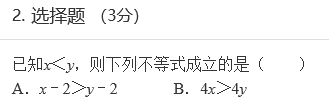 2. 选择题 (3分)
已知x<y，则下列不等式成立的是（　　）
A．x﹣2>y﹣2　　　B．4x>4y